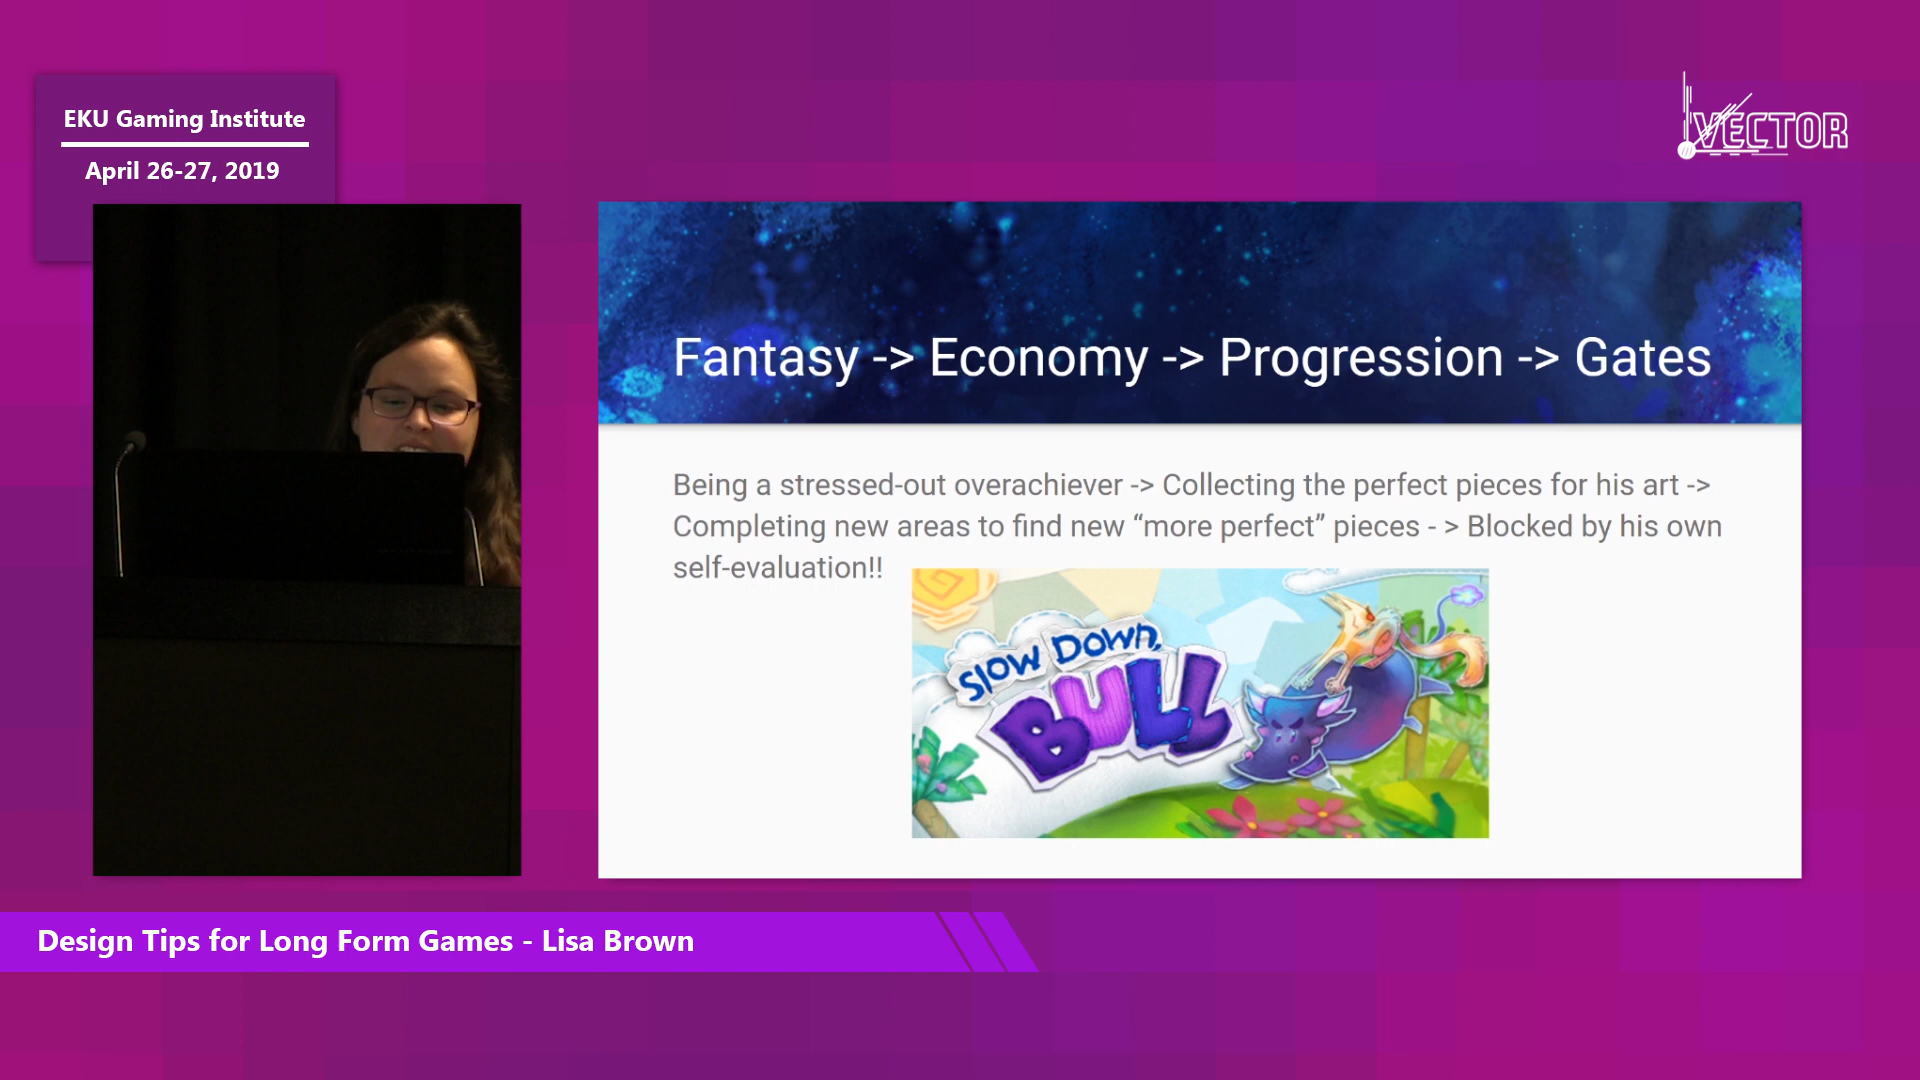 EKU Gaming Institute
April 26-27, 2019
VECTOR
Fantasy -> Economy -> Progression -> Gates
Being a stressed-out overachiever -> Collecting the perfect pieces for his art ->
Completing new areas to find new “more perfect” pieces - > Blocked by his own
self-evaluation!!
SLOW DOWN,
BULL
Design Tips for Long Form Games - Lisa Brown